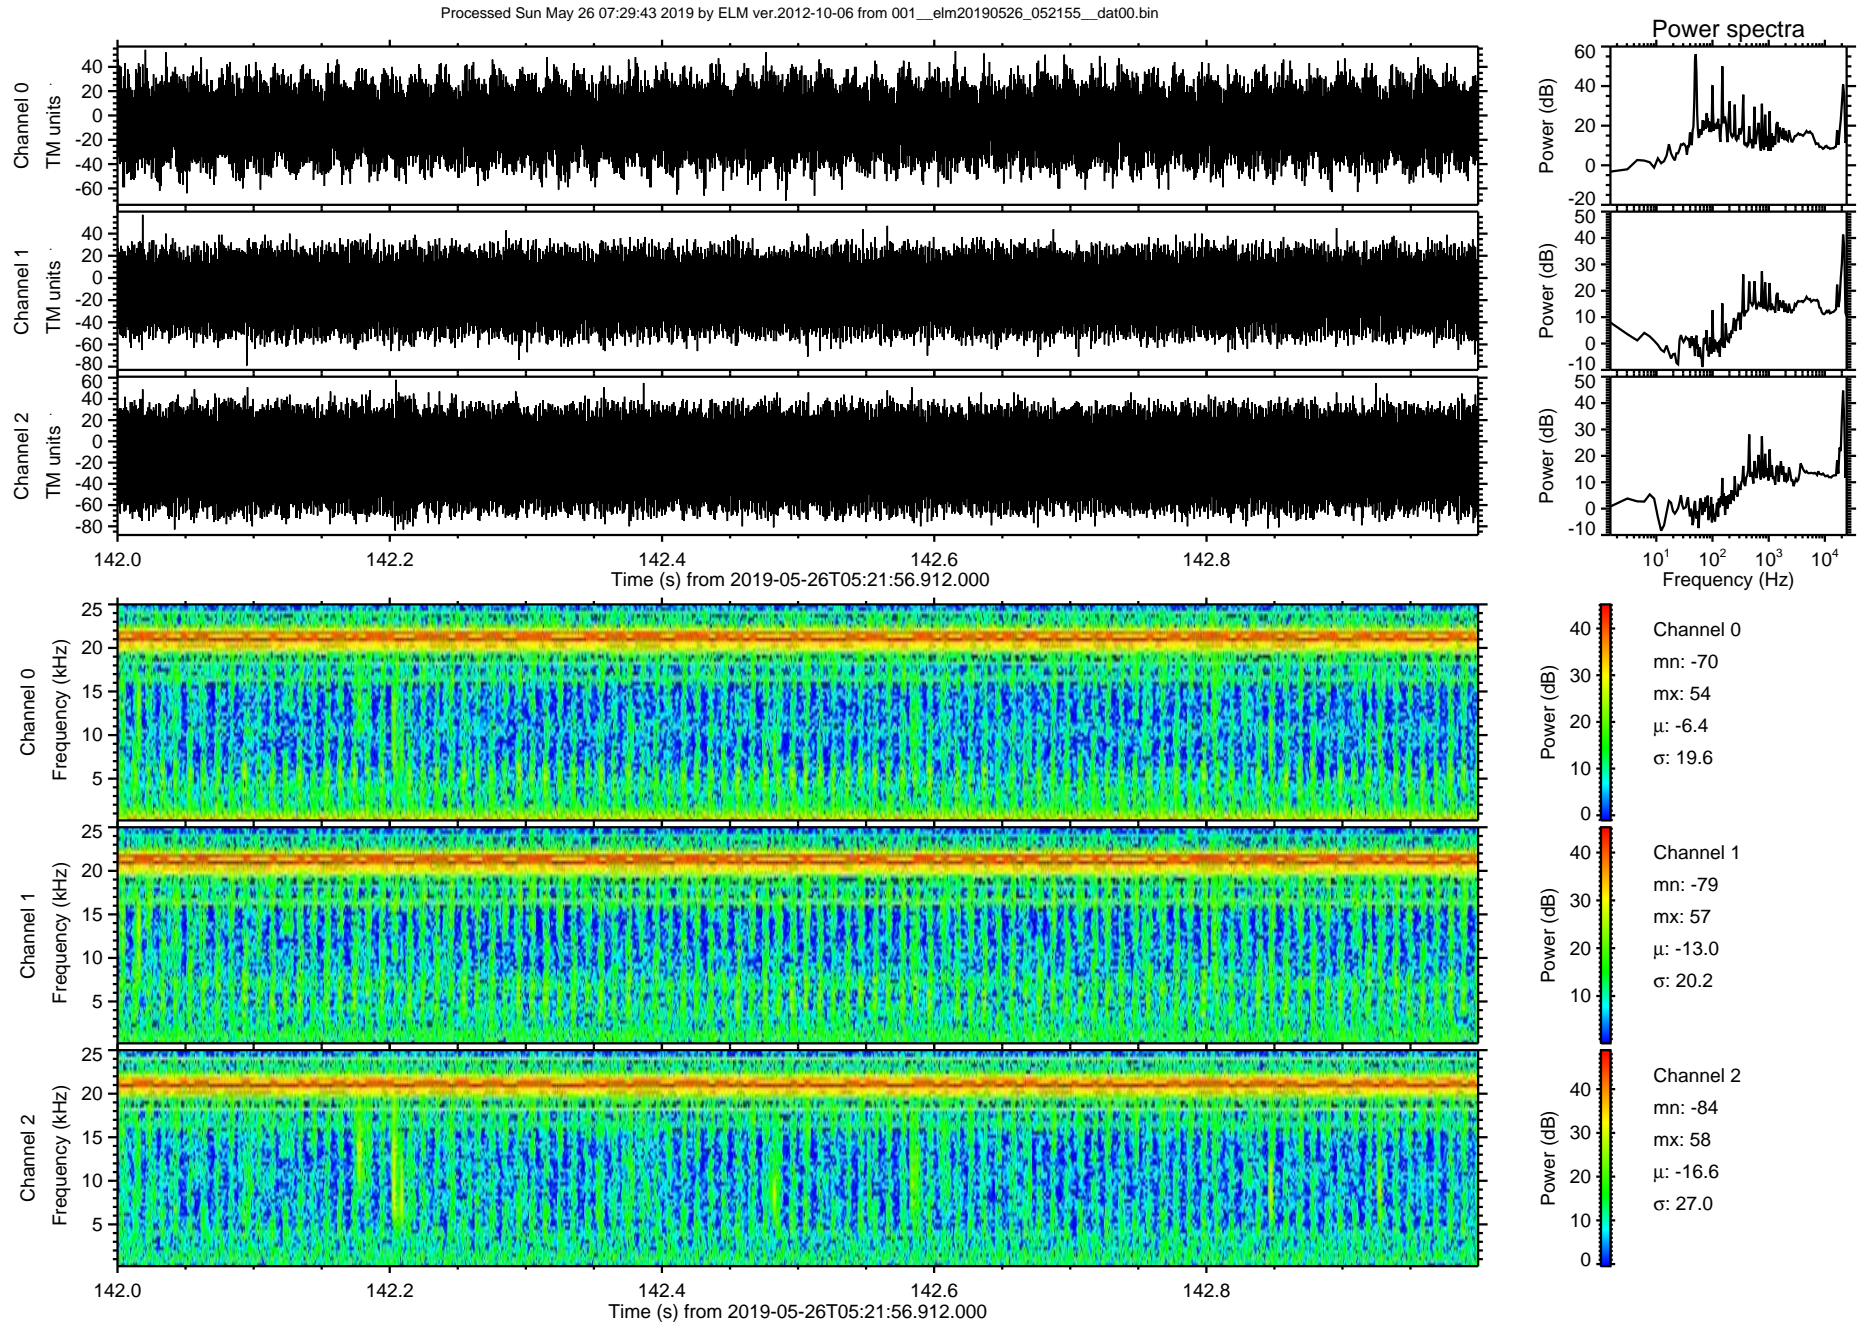 Processed Sun May 26 07:29:43 2019 by ELM ver.2012-10-06 from 001__elm20190526_052155__dat00.bin
Power spectra
Channel 0
TM units
40
20
0
-20
-40
-60
Power (dB)
60
40
20
0
-20
Channel 1
TM units
40
20
0
-20
-40
-60
-80
Power (dB)
50
40
30
20
10
0
-10
Channel 2
TM units
60
40
20
0
-20
-40
-60
-80
Power (dB)
50
40
30
20
10
0
-10
142.0 142.2 142.4 142.6 142.8
Time (s) from 2019-05-26T05:21:56.912.000
10¹ 10² 10³ 10⁴
Frequency (Hz)
Channel 0
Frequency (kHz)
25
20
15
10
5
Power (dB)
40
30
20
10
0
Channel 0
mn: -70
mx: 54
µ: -6.4
σ: 19.6
Channel 1
Frequency (kHz)
25
20
15
10
5
Power (dB)
40
30
20
10
Channel 1
mn: -79
mx: 57
µ: -13.0
σ: 20.2
Channel 2
Frequency (kHz)
25
20
15
10
5
Power (dB)
40
30
20
10
0
Channel 2
mn: -84
mx: 58
µ: -16.6
σ: 27.0
142.0 142.2 142.4 142.6 142.8
Time (s) from 2019-05-26T05:21:56.912.000